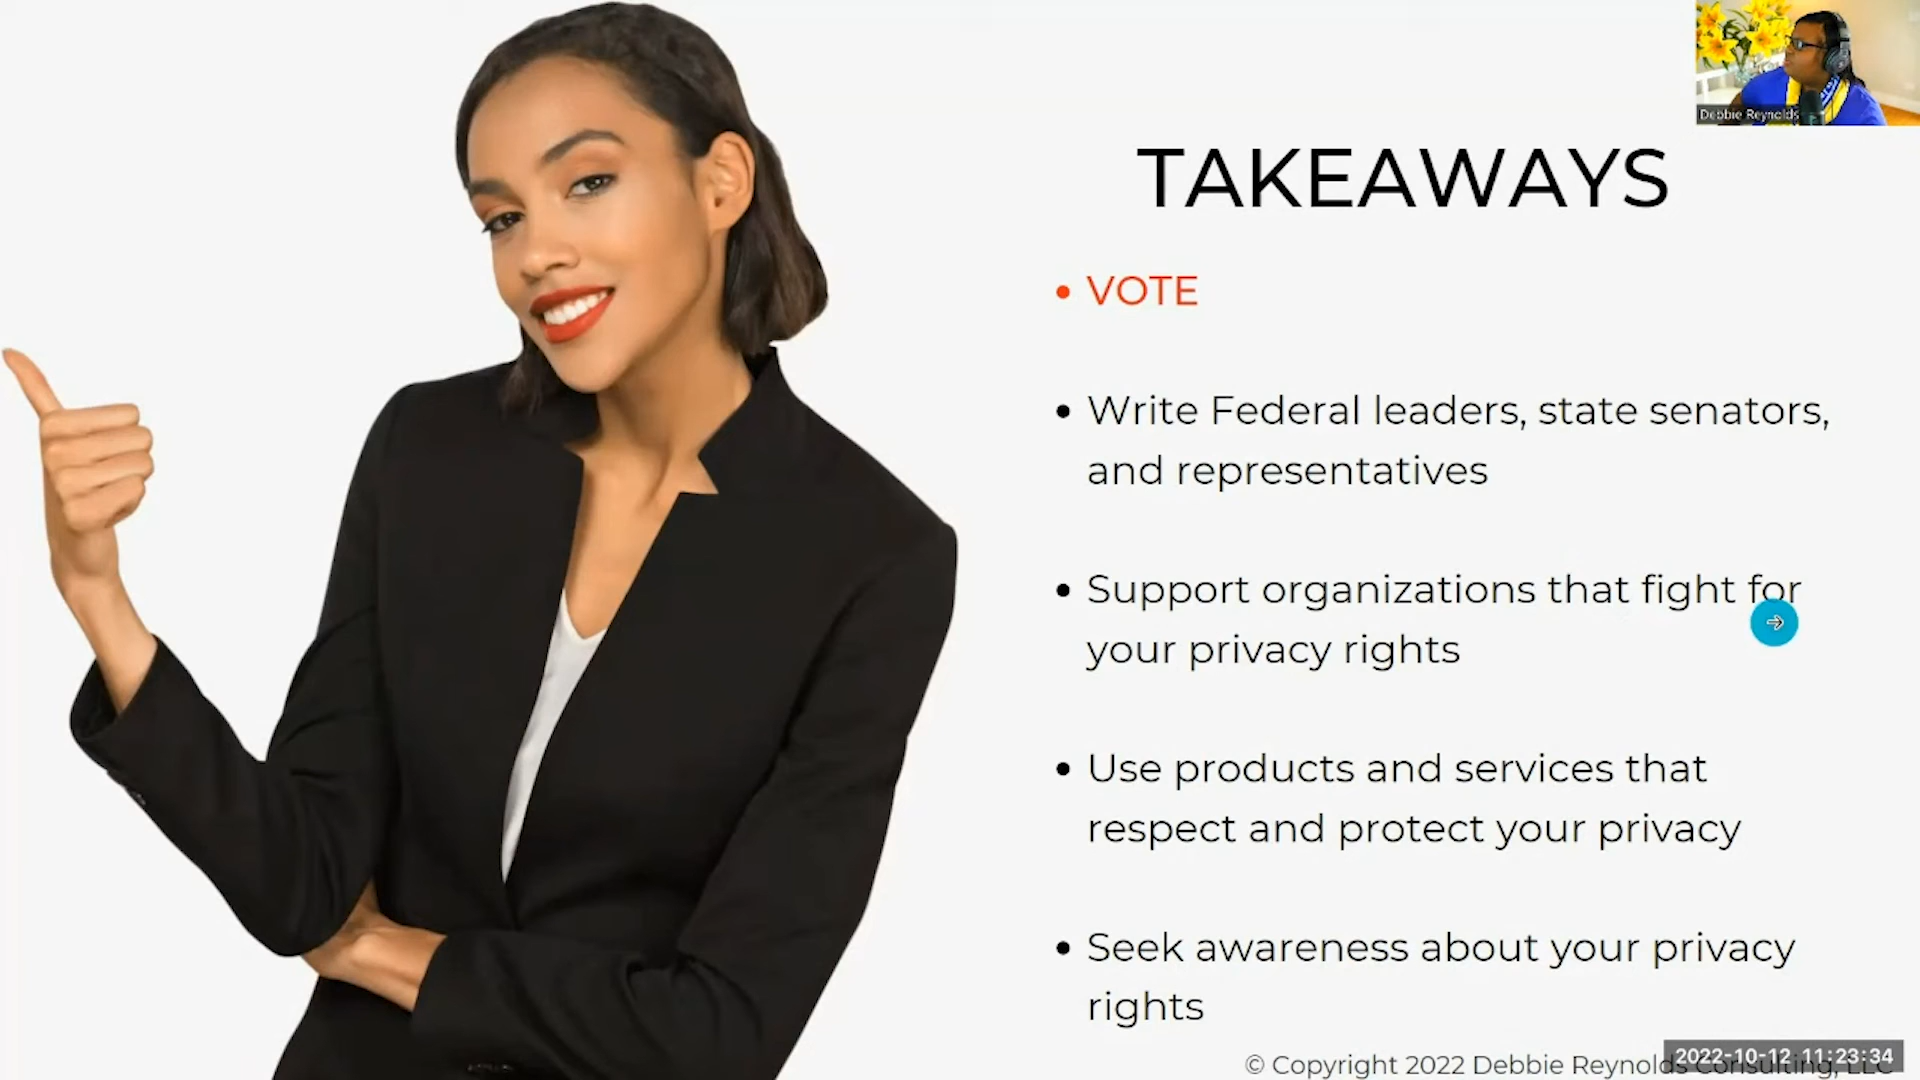 Debbie Reynolds
TAKEAWAYS
• VOTE
• Write Federal leaders, state senators,
and representatives
• Support organizations that fight for
your privacy rights
• Use products and services that
respect and protect your privacy
• Seek awareness about your privacy
rights
© Copyright 2022 Debbie Reynolds Consulting, LLC
2022-10-12 11:23:34